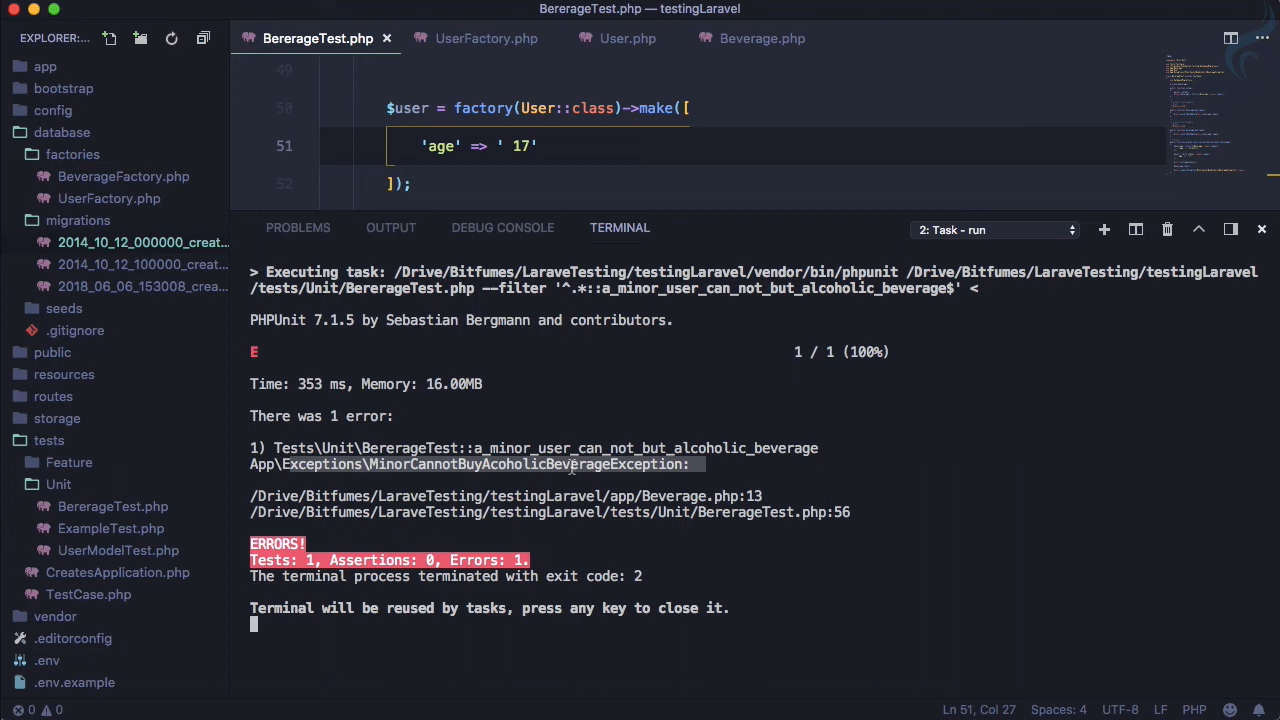 BererageTest.php — testingLaravel
EXPLORER:...
BererageTest.php
UserFactory.php
User.php
Beverage.php
app
bootstrap
config
database
factories
BeverageFactory.php
UserFactory.php
migrations
2014_10_12_000000_creat...
2014_10_12_100000_creat...
2018_06_06_153008_crea...
seeds
.gitignore
public
resources
routes
storage
tests
Feature
Unit
BererageTest.php
ExampleTest.php
UserModelTest.php
CreatesApplication.php
TestCase.php
vendor
.editorconfig
.env
.env.example
49
50 $user = factory(User::class)->make([
51 'age' => ' 17'
52 ]);
PROBLEMS OUTPUT DEBUG CONSOLE TERMINAL 2: Task - run
> Executing task: /Drive/Bitfumes/LaraveTesting/testingLaravel/vendor/bin/phpunit /Drive/Bitfumes/LaraveTesting/testingLaravel
/tests/Unit/BererageTest.php --filter '^.*::a_minor_user_can_not_but_alcoholic_beverage$' <
PHPUnit 7.1.5 by Sebastian Bergmann and contributors.
E 1 / 1 (100%)
Time: 353 ms, Memory: 16.00MB
There was 1 error:
1) Tests\Unit\BererageTest::a_minor_user_can_not_but_alcoholic_beverage
App\Exceptions\MinorCannotBuyAcoholicBeverageException:
/Drive/Bitfumes/LaraveTesting/testingLaravel/app/Beverage.php:13
/Drive/Bitfumes/LaraveTesting/testingLaravel/tests/Unit/BererageTest.php:56
ERRORS!
Tests: 1, Assertions: 0, Errors: 1.
The terminal process terminated with exit code: 2
Terminal will be reused by tasks, press any key to close it.
0 0 Ln 51, Col 27 Spaces: 4 UTF-8 LF PHP